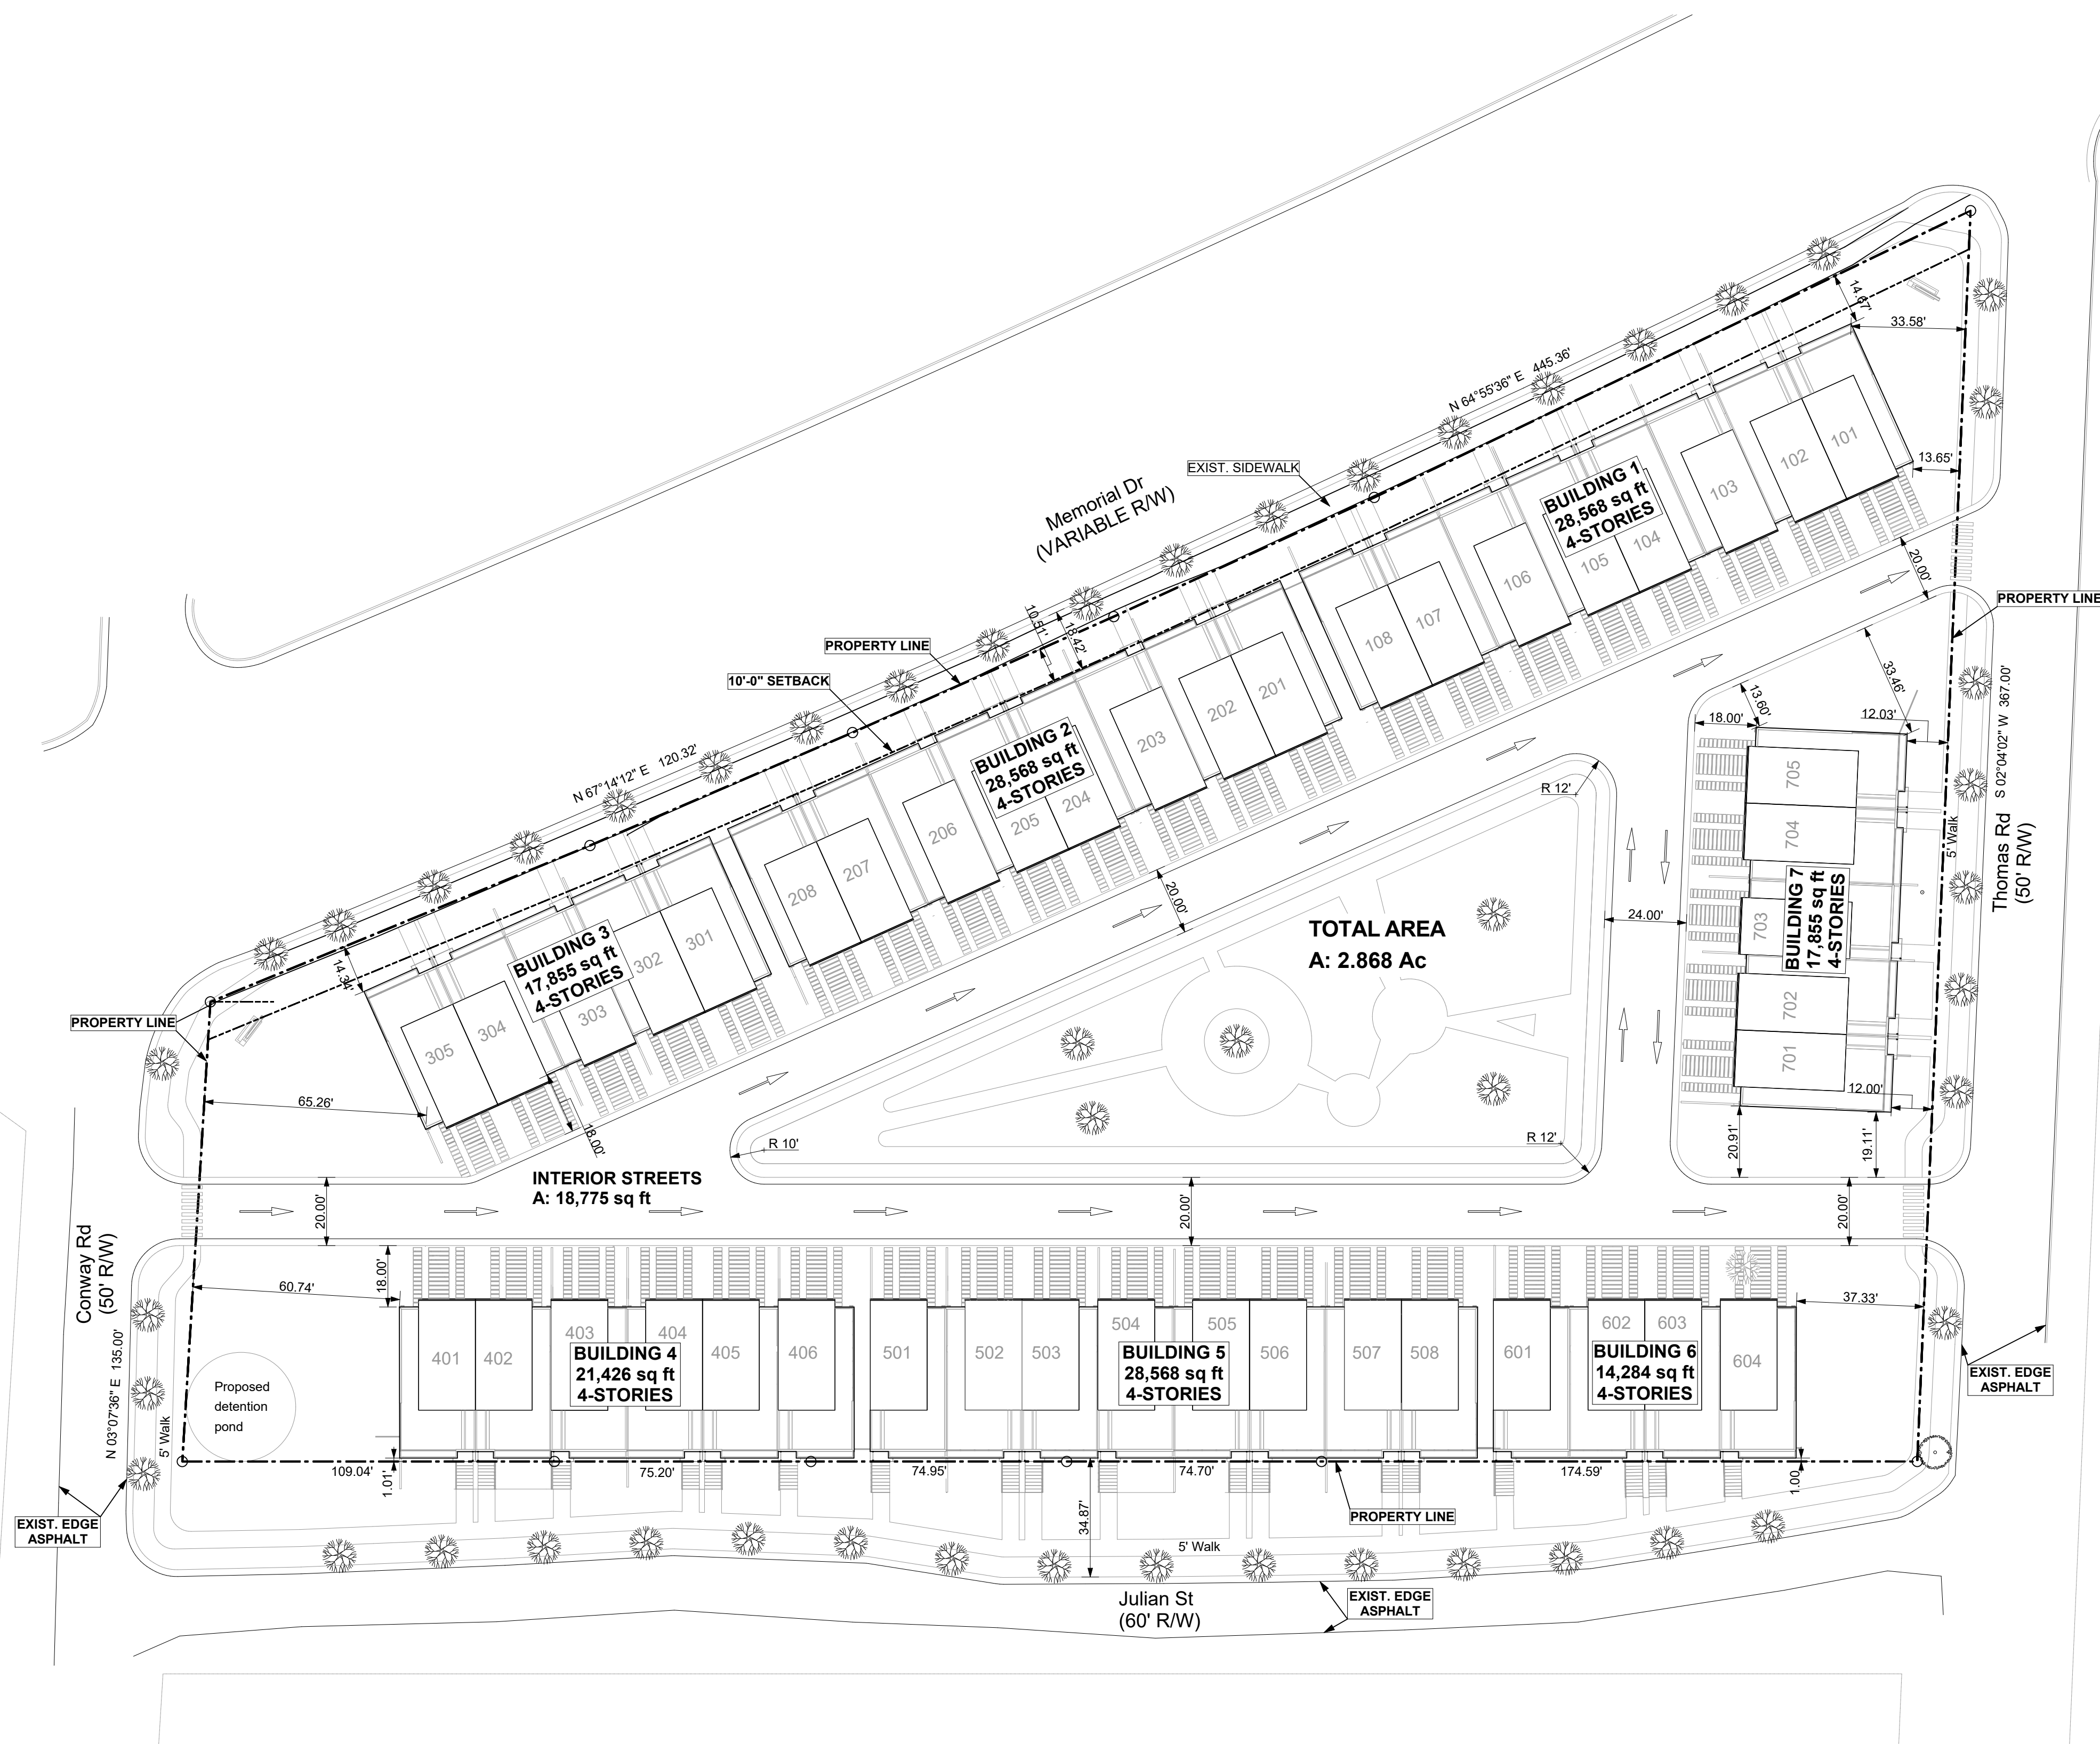 14.67'
33.58'
N 64°55'36" E 445.36'
EXIST. SIDEWALK
Memorial Dr
(VARIABLE R/W)
BUILDING 1
28,568 sq ft
4-STORIES
101
102
103
104
105
106
107
108
13.65'
20.00'
PROPERTY LINE
10.51'
18.42'
PROPERTY LINE
10'-0" SETBACK
N 67°14'12" E 120.32'
BUILDING 2
28,568 sq ft
4-STORIES
201
202
203
204
205
206
207
208
33.46'
13.60'
18.00'
12.03'
S 02°04'02" W 367.00'
Thomas Rd
(50' R/W)
5' Walk
705
704
703
702
701
BUILDING 7
17,855 sq ft
4-STORIES
12.00'
20.91'
19.11'
24.00'
R 12'
R 12'
R 10'
20.00'
TOTAL AREA
A: 2.868 Ac
BUILDING 3
17,855 sq ft
4-STORIES
301
302
303
304
305
14.34'
PROPERTY LINE
65.26'
18.00'
INTERIOR STREETS
A: 18,775 sq ft
20.00'
20.00'
20.00'
Conway Rd
(50' R/W)
N 03°07'36" E 135.00'
5' Walk
60.74'
18.00'
37.33'
Proposed
detention
pond
401
402
403
404
405
406
BUILDING 4
21,426 sq ft
4-STORIES
501
502
503
504
505
506
507
508
BUILDING 5
28,568 sq ft
4-STORIES
601
602
603
604
BUILDING 6
14,284 sq ft
4-STORIES
EXIST. EDGE
ASPHALT
109.04'
1.01'
75.20'
74.95'
74.70'
174.59'
1.00
34.87'
PROPERTY LINE
EXIST. EDGE
ASPHALT
5' Walk
Julian St
(60' R/W)
EXIST. EDGE
ASPHALT